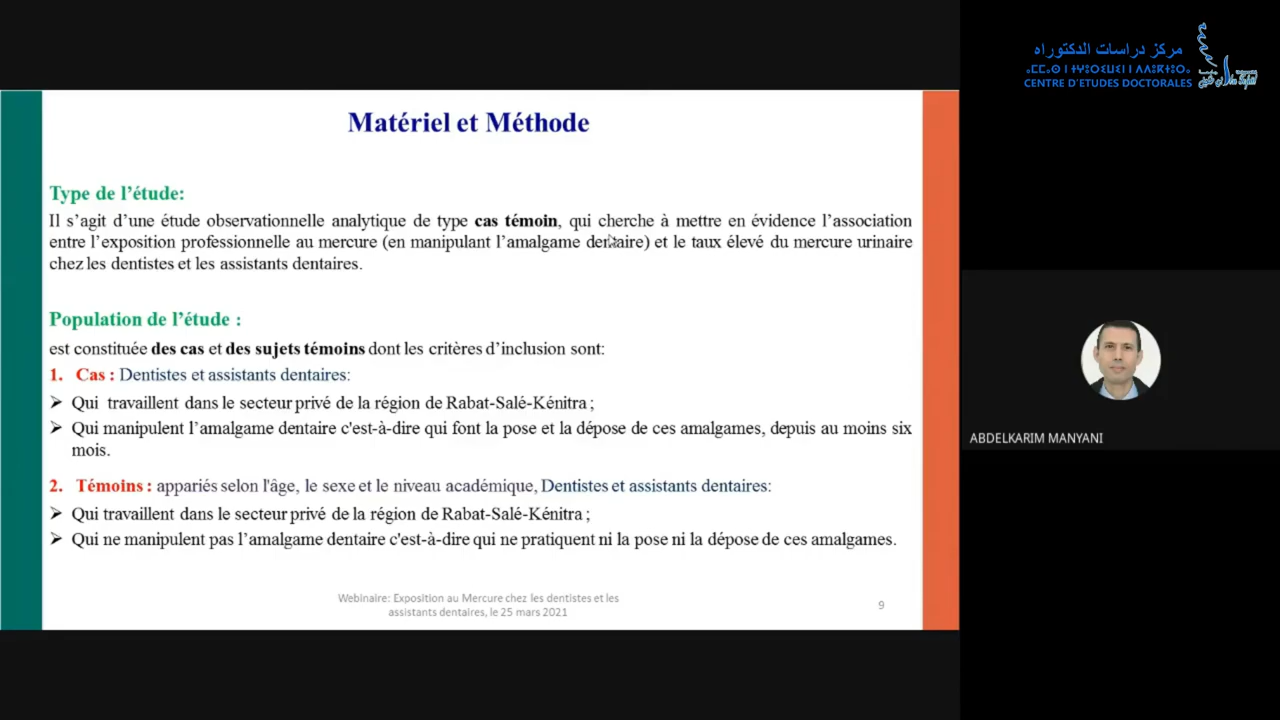 Matériel et Méthode
Type de l’étude:
Il s’agit d’une étude observationnelle analytique de type cas témoin, qui cherche à mettre en évidence l’association
entre l’exposition professionnelle au mercure (en manipulant l’amalgame dentaire) et le taux élevé du mercure urinaire
chez les dentistes et les assistants dentaires.
Population de l’étude :
est constituée des cas et des sujets témoins dont les critères d’inclusion sont:
1. Cas : Dentistes et assistants dentaires:
➢ Qui travaillent dans le secteur privé de la région de Rabat-Salé-Kénitra ;
➢ Qui manipulent l’amalgame dentaire c'est-à-dire qui font la pose et la dépose de ces amalgames, depuis au moins six
mois.
2. Témoins : appariés selon l'âge, le sexe et le niveau académique, Dentistes et assistants dentaires:
➢ Qui travaillent dans le secteur privé de la région de Rabat-Salé-Kénitra ;
➢ Qui ne manipulent pas l’amalgame dentaire c'est-à-dire qui ne pratiquent ni la pose ni la dépose de ces amalgames.
Webinaire: Exposition au Mercure chez les dentistes et les
assistants dentaires, le 25 mars 2021
9
مركز دراسات الدكتوراه
CENTRE D'ETUDES DOCTORALES
ABDELKARIM MANYANI